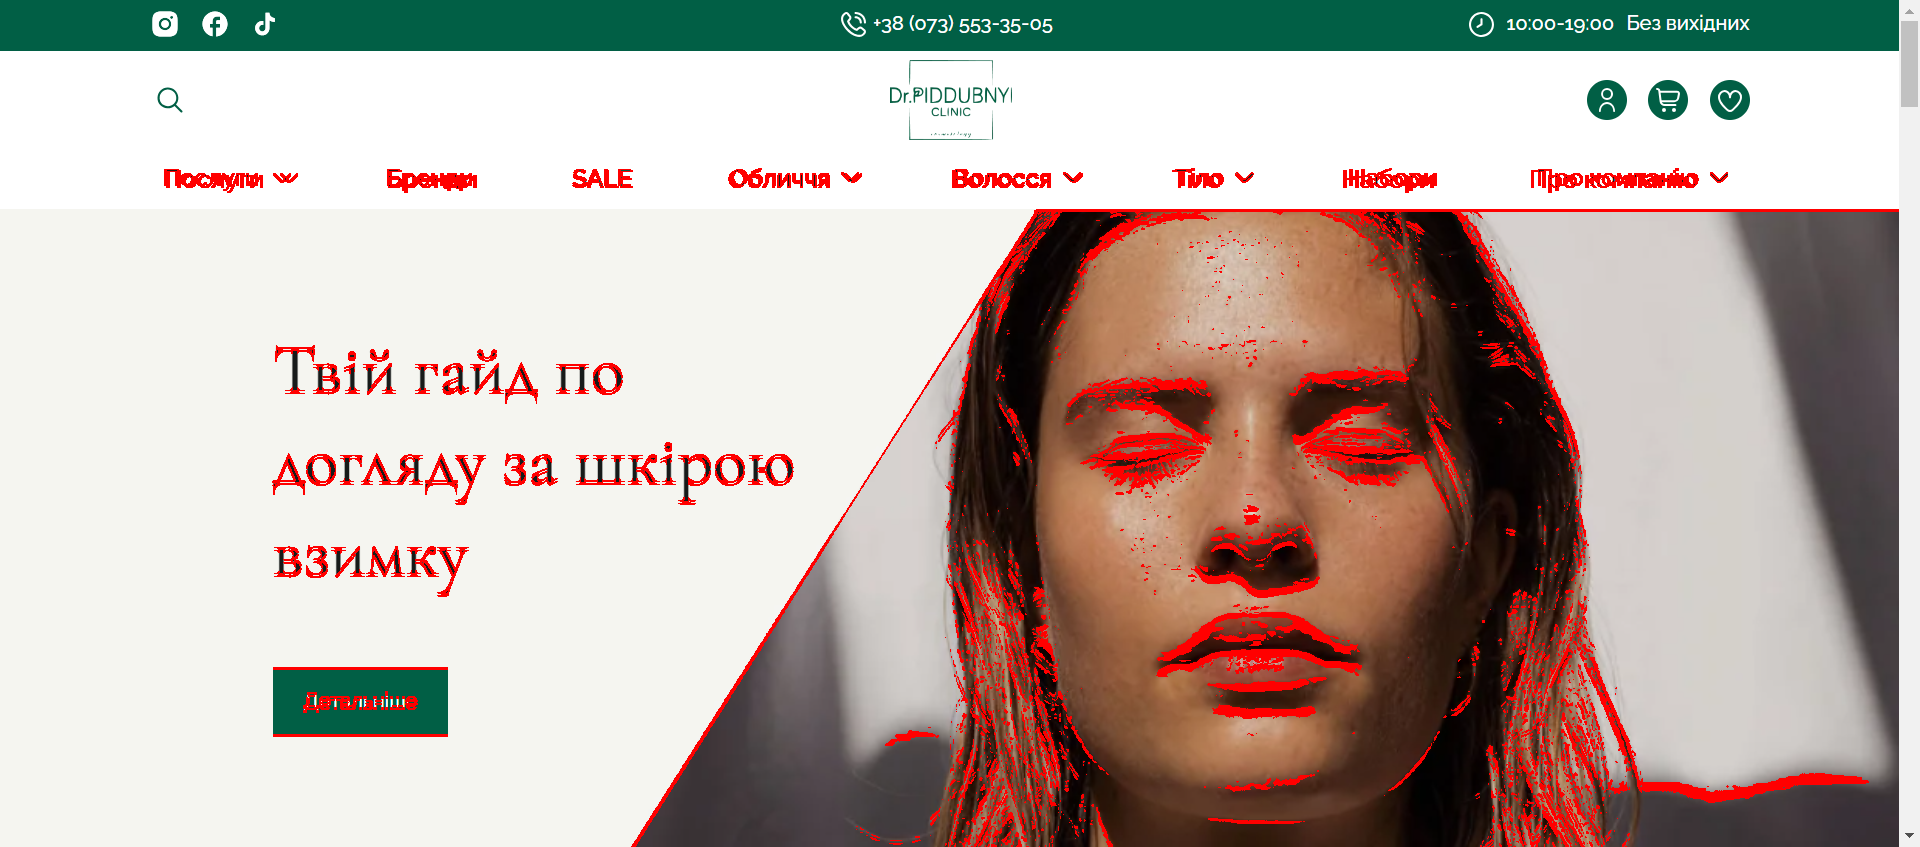 +38 (073) 553-35-05
10:00-19:00 Без вихідних
Dr.PIDDUBNYI
CLINIC
Послуги
Бренди
SALE
Обличчя
Волосся
Тіло
Набори
Про компанію
Твій гайд по
догляду за шкірою
взимку
Детальніше